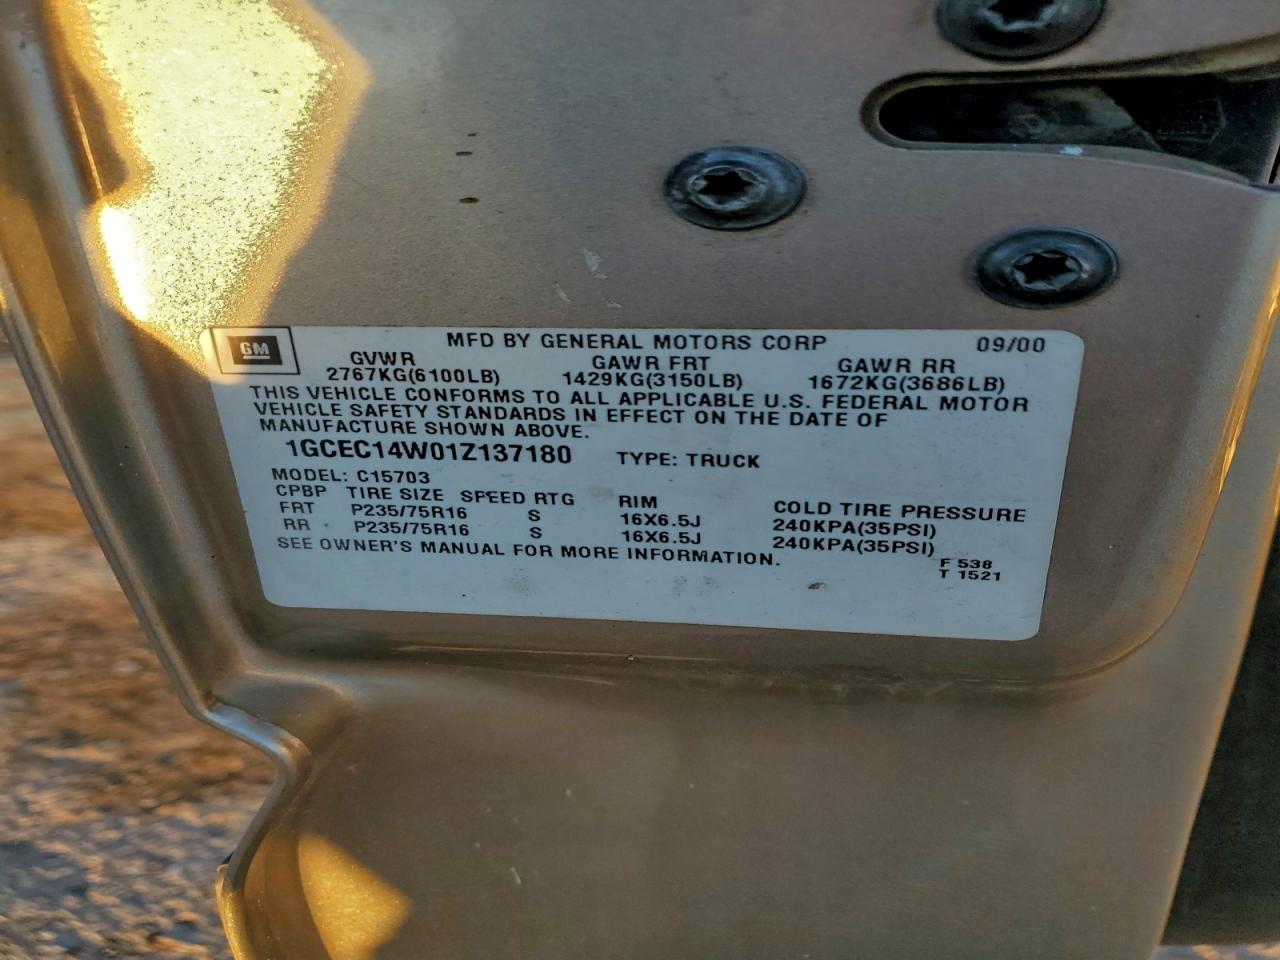 GM
MFD BY GENERAL MOTORS CORP 09/00
GVWR GAWR FRT GAWR RR
2767KG(6100LB) 1429KG(3150LB) 1672KG(3686LB)
THIS VEHICLE CONFORMS TO ALL APPLICABLE U.S. FEDERAL MOTOR
VEHICLE SAFETY STANDARDS IN EFFECT ON THE DATE OF
MANUFACTURE SHOWN ABOVE.
1GCEC14W01Z137180 TYPE: TRUCK
MODEL: C15703
CPBP TIRE SIZE SPEED RTG RIM COLD TIRE PRESSURE
FRT P235/75R16 S 16X6.5J 240KPA(35PSI)
RR P235/75R16 S 16X6.5J 240KPA(35PSI)
SEE OWNER'S MANUAL FOR MORE INFORMATION.
F 538
T 1521